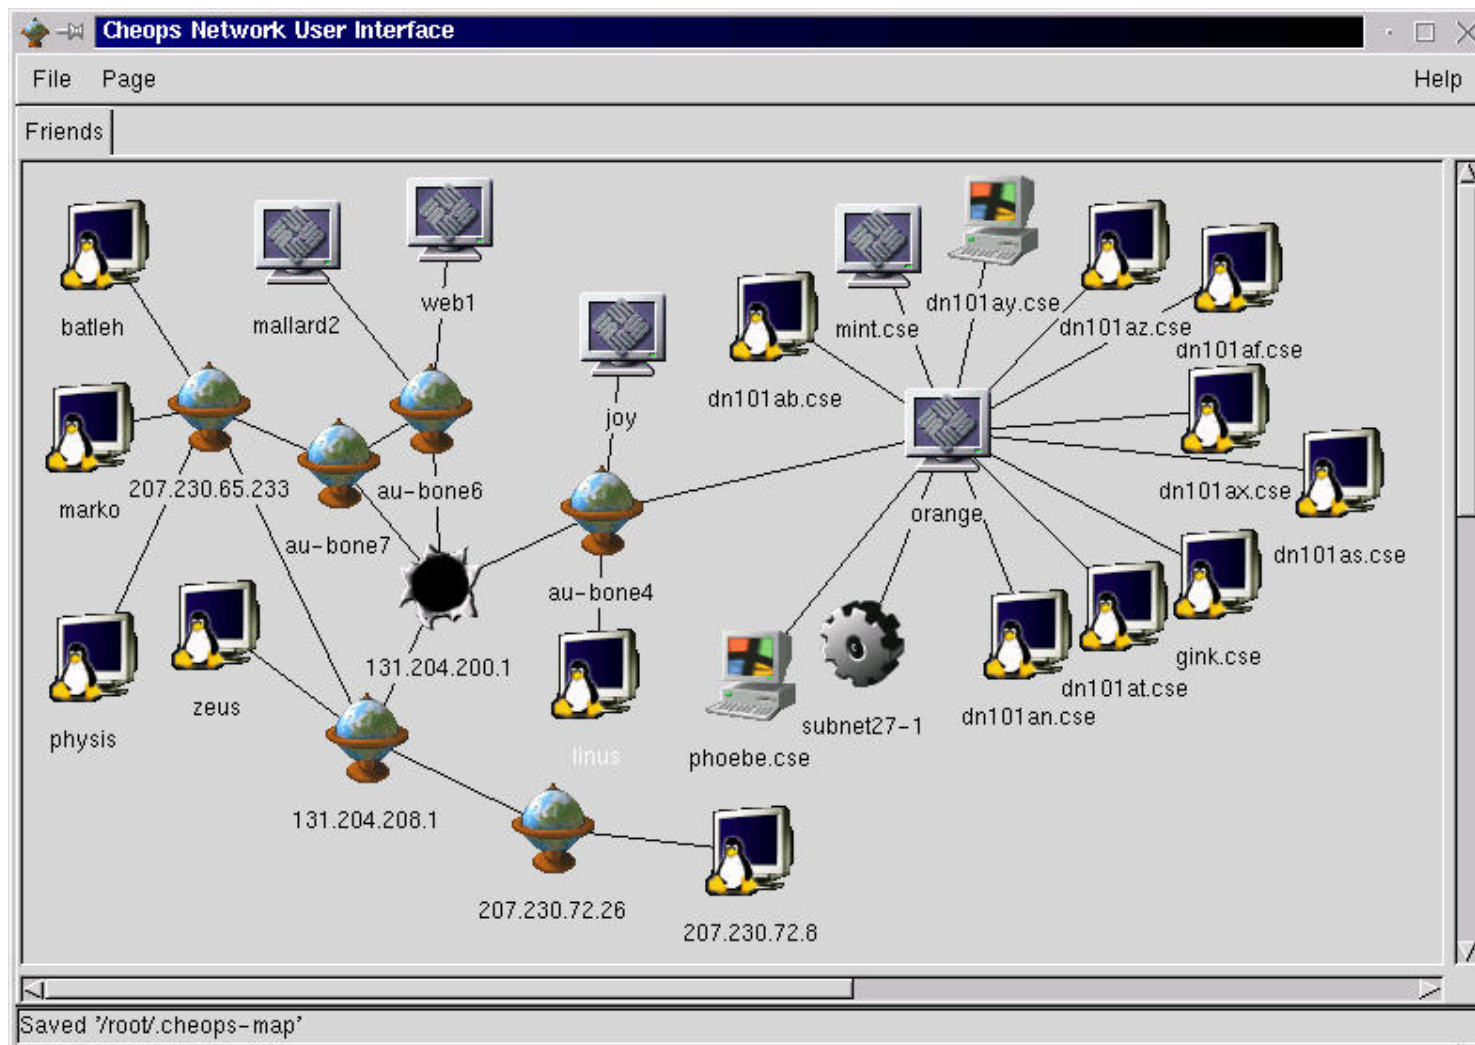 Cheops Network User Interface
File Page Help
Friends
batleh
mallard2
web1
joy
dn101ab.cse
mint.cse
dn101ay.cse
dn101az.cse
dn101af.cse
marko
207.230.65.233
au-bone7
au-bone6
au-bone4
orange
dn101ax.cse
dn101as.cse
physis
zeus
131.204.200.1
linus
phoebe.cse
subnet27-1
dn101an.cse
dn101at.cse
gink.cse
131.204.208.1
207.230.72.26
207.230.72.8
Saved '/root/.cheops-map'